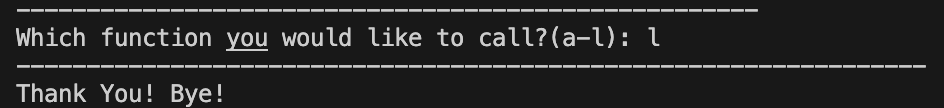 -----------------------------------------------------
Which function you would like to call?(a-l): l
-----------------------------------------------------------------
Thank You! Bye!